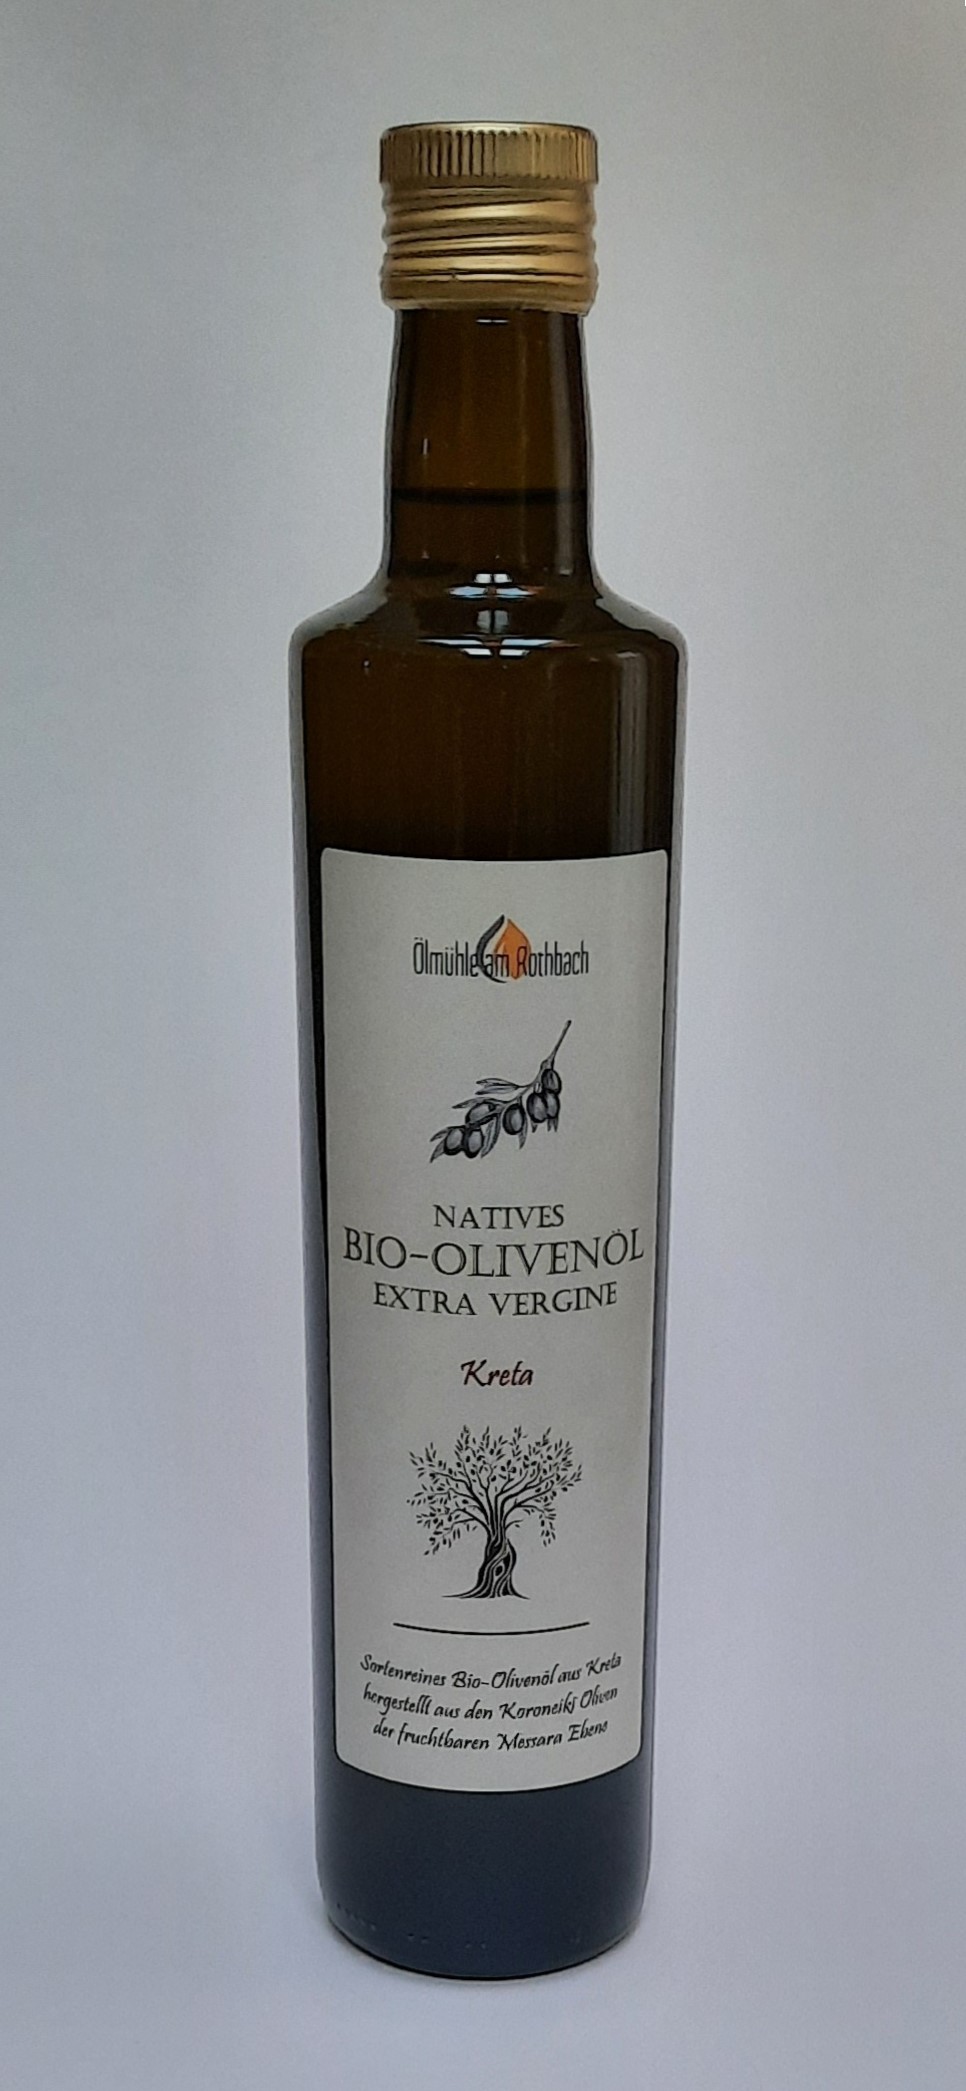 Ölmühle am Rothbach
NATIVES
BIO-OLIVENÖL
EXTRA VERGINE
Kreta
Sortenreines Bio-Olivenöl aus Kreta
hergestellt aus den Koroneiki Oliven
der fruchtbaren Messara Ebene